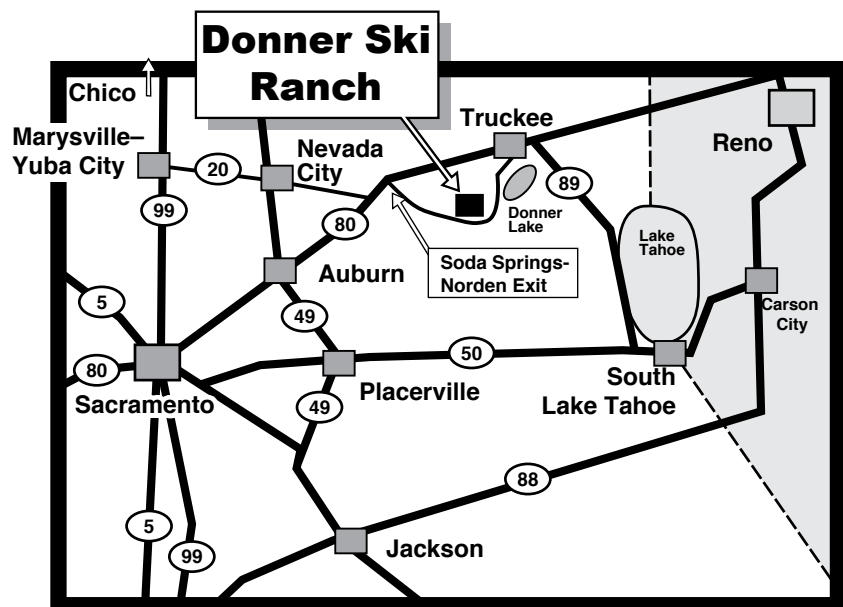 Donner Ski
Ranch
Chico
Truckee
Marysville–
Yuba City
Nevada
City
Reno
20
89
99
80
Donner
Lake
Lake
Tahoe
Auburn
Soda Springs-
Norden Exit
5
49
Carson
City
50
80
Placerville
South
Lake Tahoe
Sacramento
49
88
5
99
Jackson